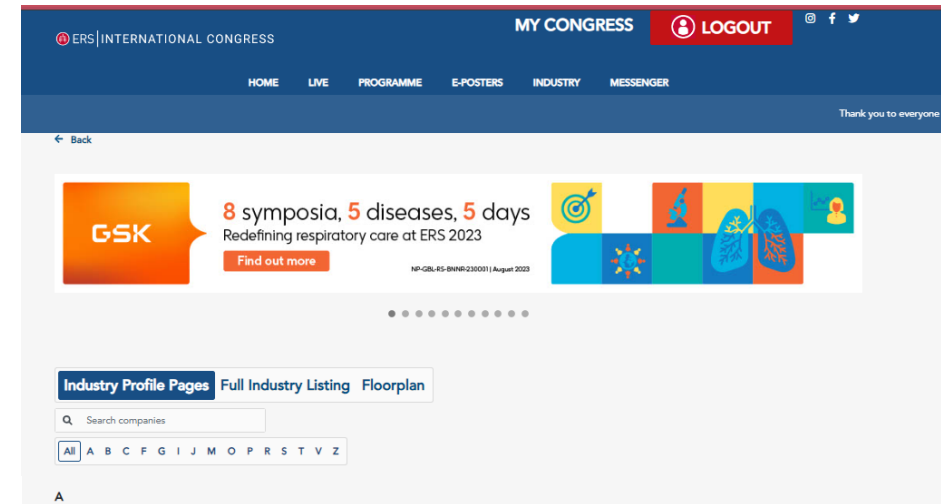 MY CONGRESS
LOGOUT
ERS|INTERNATIONAL CONGRESS
HOME LIVE PROGRAMME E-POSTERS INDUSTRY MESSENGER
Thank you to everyone
← Back
GSK
8 symposia, 5 diseases, 5 days
Redefining respiratory care at ERS 2023
Find out more
NP-GBL-RS-BNNR-230001 | August 2023
Industry Profile Pages Full Industry Listing Floorplan
Search companies
All A B C F G I J M O P R S T V Z
A